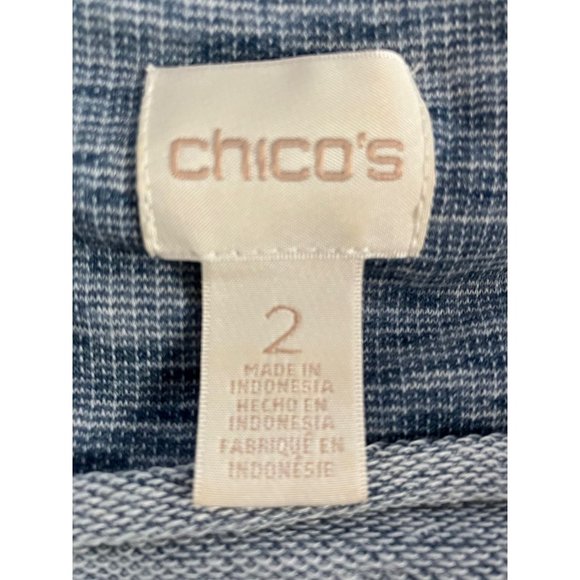 chico's
2
MADE IN
INDONESIA
HECHO EN
INDONESIA
FABRIQUÉ EN
INDONÉSIE